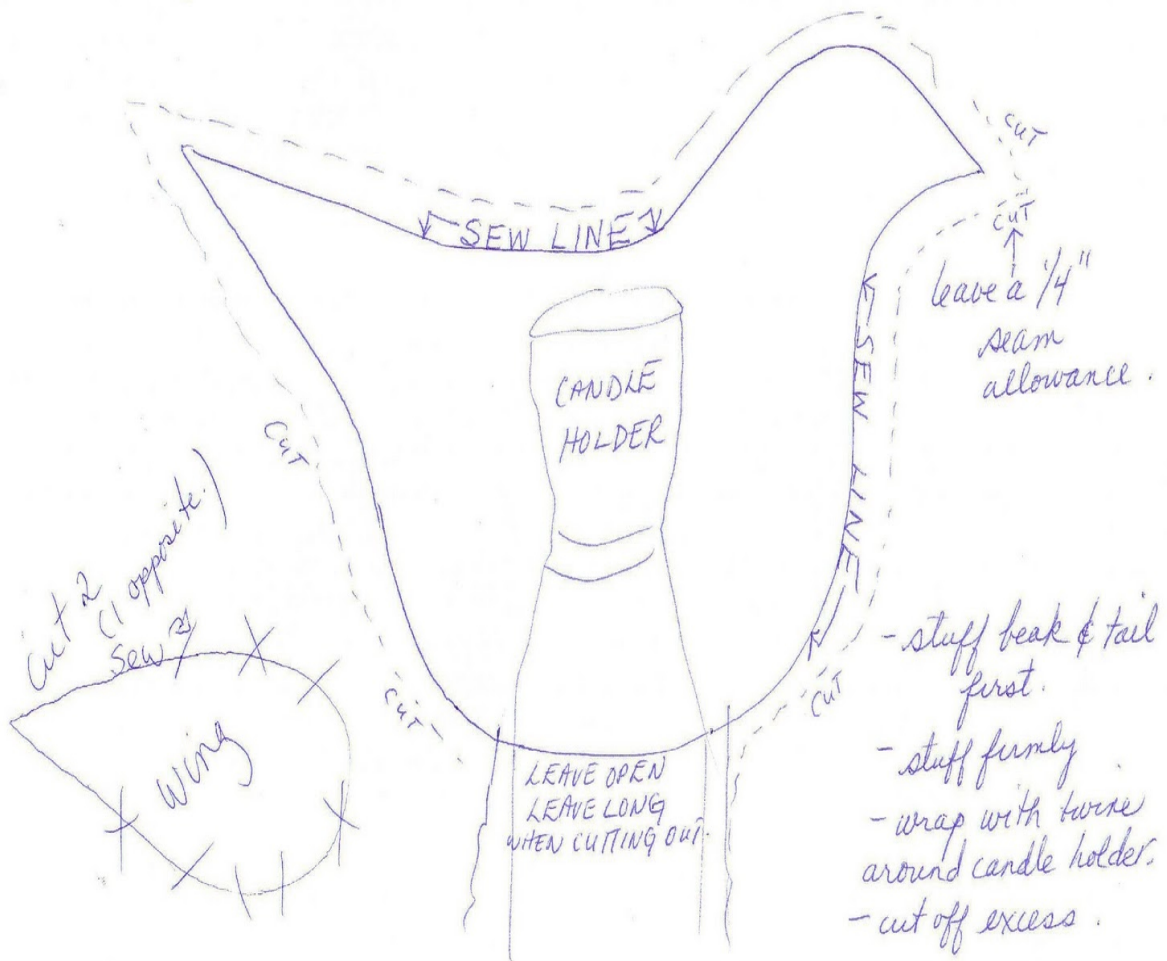 CUT
CUT
←SEW LINE→
leave a 1/4"
seam
allowance.
CANDLE
HOLDER
←SEW LINE→
CUT
Cut 2
(1 opposite.)
Sew
wing
CUT
CUT
LEAVE OPEN
LEAVE LONG
WHEN CUTTING OUT.
- stuff beak & tail
first.
- stuff firmly
- wrap with twine
around candle holder.
- cut off excess.